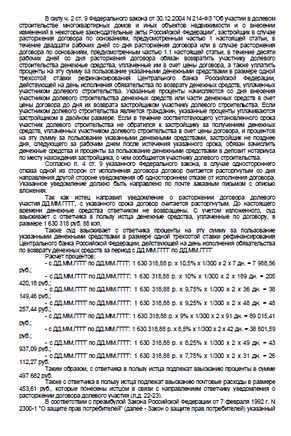 В силу ч. 2 ст. 9 Федерального закона от 30.12.2004 N 214-ФЗ "Об участии в долевом
строительстве многоквартирных домов и иных объектов недвижимости и о внесении
изменений в некоторые законодательные акты Российской Федерации", застройщик в случае
расторжения договора по основаниям, предусмотренным частью 1 настоящей статьи, в
течение двадцати рабочих дней со дня расторжения договора или в случае расторжения
договора по основаниям, предусмотренным частью 1.1 настоящей статьи, в течение десяти
рабочих дней со дня расторжения договора обязан возвратить участнику долевого
строительства денежные средства, уплаченные им в счет цены договора, а также уплатить
проценты на эту сумму за пользование указанными денежными средствами в размере одной
трехсотой ставки рефинансирования Центрального банка Российской Федерации,
действующей на день исполнения обязательства по возврату денежных средств, уплаченных
участником долевого строительства. Указанные проценты начисляются со дня внесения
участником долевого строительства денежных средств или части денежных средств в счет
цены договора до дня их возврата застройщиком участнику долевого строительства. Если
участником долевого строительства является гражданин, указанные проценты уплачиваются
застройщиком в двойном размере. Если в течение соответствующего установленного срока
участник долевого строительства не обратился к застройщику за получением денежных
средств, уплаченных участником долевого строительства в счет цены договора, и процентов
на эту сумму за пользование указанными денежными средствами, застройщик не позднее
дня, следующего за рабочим днем после истечения указанного срока, обязан зачислить
денежные средства и проценты за пользование денежными средствами в депозит нотариуса
по месту нахождения застройщика, о чем сообщается участнику долевого строительства.
Согласно п. 4 ст. 9 указанного Федерального закона, в случае одностороннего
отказа одной из сторон от исполнения договора договор считается расторгнутым со дня
направления другой стороне уведомления об одностороннем отказе от исполнения договора.
Указанное уведомление должно быть направлено по почте заказным письмом с описью
вложения.
Так как истец направил уведомление о расторжении договора долевого
участия ДД.ММ.ГГГГ, с указанного срока договор считается расторгнутым. До настоящего
времени денежные средства ответчиком не возвращены. С учетом изложенного, суд
взыскивает с ответчика в пользу истца денежные средства, уплаченные по договору, в
размере 1 630 318 руб. 88 коп.
Также суд взыскивает с ответчика проценты на эту сумму за пользование
указанными денежными средствами в размере одной трехсотой ставки рефинансирования
Центрального банка Российской Федерации, действующей на день исполнения обязательства
по возврату денежных средств за период с ДД.ММ.ГГГГ по ДД.ММ.ГГГГ
Расчет процентов:
- с ДД.ММ.ГГГГ по ДД.ММ.ГГГГ: 1 630 318,88 р. x 10,5% x 1/300 x 2 x 7 дн. = 7 988,56
руб.;
- с ДД.ММ.ГГГГ по ДД.ММ.ГГГГ: 1 630 318,88 р. x 10% x 1/300 x 2 x 189 дн. = 205
420,18 руб.;
- с ДД.ММ.ГГГГ по ДД.ММ.ГГГГ: 1 630 318,88 р. x 9,75% x 1/300 x 2 x 36 дн. = 38
149,46 руб.;
- с ДД.ММ.ГГГГ по ДД.ММ.ГГГГ: 1 630 318,88 р. x 9,25% x 1/300 x 2 x 48 дн. = 48
257,44 руб.;
- с ДД.ММ.ГГГГ по ДД.ММ.ГГГГ: 1 630 318,88 р. x 9% x 1/300 x 2 x 91 дн. = 89 015,41
руб.;
- с ДД.ММ.ГГГГ по ДД.ММ.ГГГГ: 1 630 318,88 р. x 8,5% x 1/300 x 2 x 42 дн. = 38 801,59
руб.;
- с ДД.ММ.ГГГГ по ДД.ММ.ГГГГ: 1 630 318,88 р. x 8,25% x 1/300 x 2 x 49 дн. = 43
937,09 руб.;
- с ДД.ММ.ГГГГ по ДД.ММ.ГГГГ: 1 630 318,88 р. x 7,75% x 1/300 x 2 x 31 дн. = 26
112,27 руб.
Таким образом, с ответчика в пользу истца подлежат взысканию проценты в сумме
497 682 руб.
Также с ответчика в пользу истца подлежат взысканию почтовые расходы в размере
453,61 руб., которые понесены истцом в связи с направлением ответчику уведомления о
расторжении договора долевого участия (л.д. 22-23).
В соответствии с преамбулой Закона Российской Федерации от 7 февраля 1992 г. N
2300-1 "О защите прав потребителей" (далее - Закон о защите прав потребителей) указанный